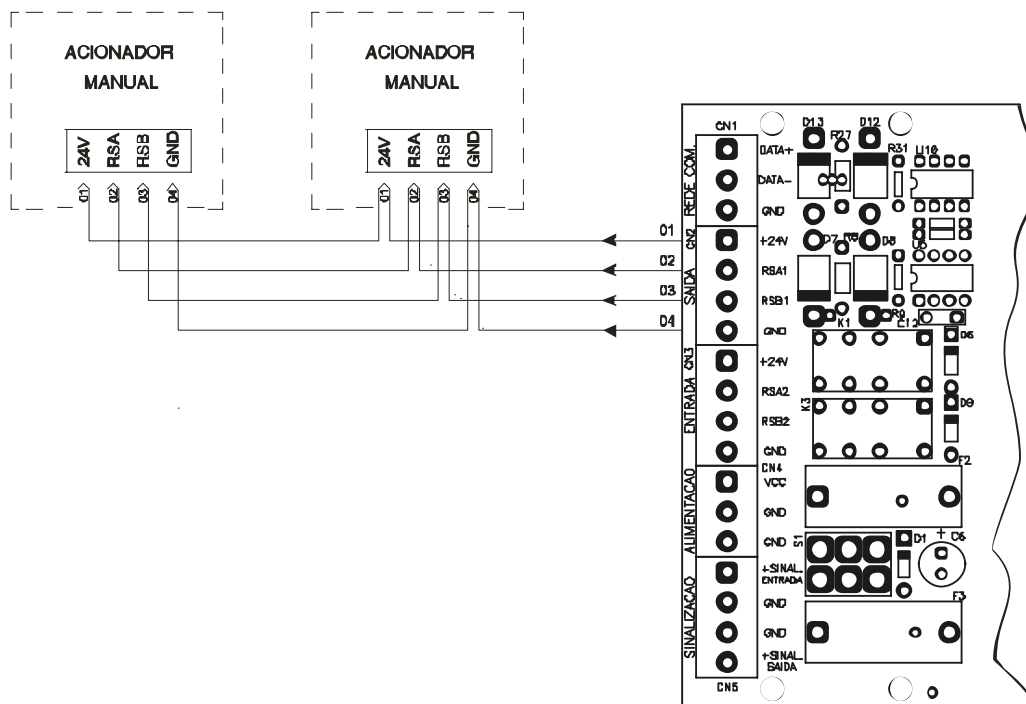 ACIONADOR
MANUAL
24V
RSA
RSB
GND
01
02
03
04
ACIONADOR
MANUAL
24V
RSA
RSB
GND
01
02
03
04
01
02
03
04
CN1
REDE COM.
DATA+
DATA-
GND
CN2
SAIDA
+24V
RSA1
RSB1
GND
CN3
ENTRADA
+24V
RSA2
RSB2
GND
CN4
ALIMENTACAO
VCC
GND
GND
SINALIZACAO
+SINAL
ENTRADA
GND
GND
+SINAL
SAIDA
CN5
D13
R27
D12
R31
U10
D7
D8
U6
K1
R9
C12
D6
K3
D9
F2
S1
D1
+
C6
F3